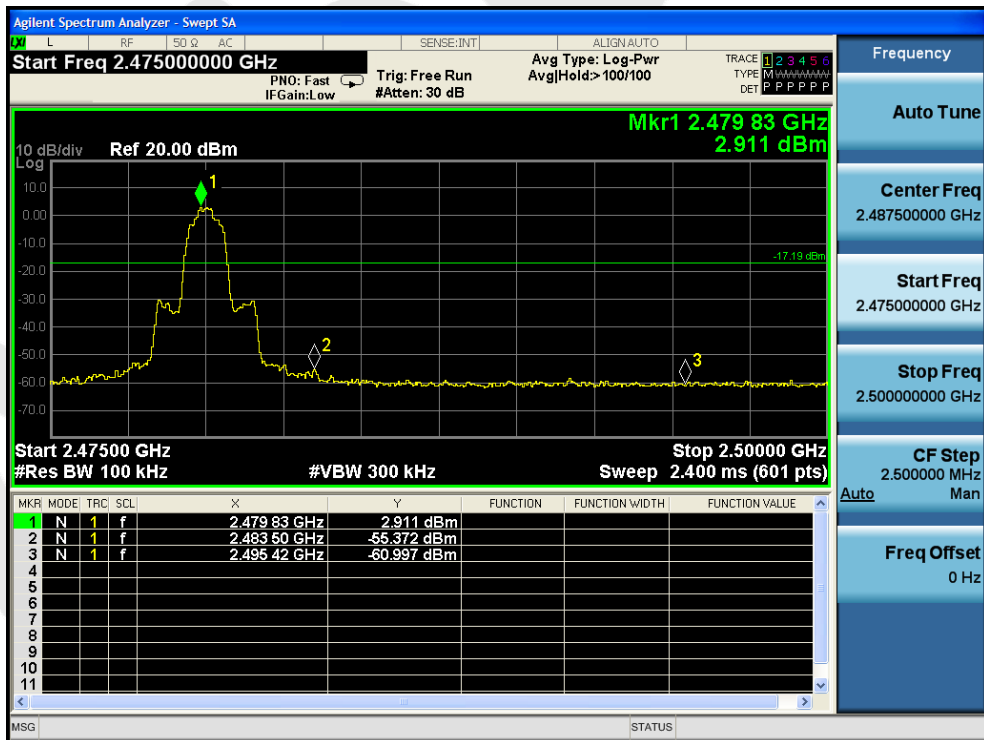 Agilent Spectrum Analyzer - Swept SA
LXI L RF 50 Ω AC SENSE:INT ALIGNAUTO
Start Freq 2.475000000 GHz
PNO: Fast
IFGain:Low
Trig: Free Run
#Atten: 30 dB
Avg Type: Log-Pwr
Avg|Hold:> 100/100
TRACE 1 2 3 4 5 6
TYPE M WWWWW
DET P P P P P P
Mkr1 2.479 83 GHz
2.911 dBm
10 dB/div Ref 20.00 dBm
Log
10.0
0.00
-10.0
-20.0
-30.0
-40.0
-50.0
-60.0
-70.0
1
-17.19 dBm
2
3
Start 2.47500 GHz Stop 2.50000 GHz
#Res BW 100 kHz #VBW 300 kHz Sweep 2.400 ms (601 pts)
MKR MODE TRC SCL X Y FUNCTION FUNCTION WIDTH FUNCTION VALUE
1 N 1 f 2.479 83 GHz 2.911 dBm
2 N 1 f 2.483 50 GHz -55.372 dBm
3 N 1 f 2.495 42 GHz -60.997 dBm
4
5
6
7
8
9
10
11
MSG STATUS
Frequency
Auto Tune
Center Freq
2.487500000 GHz
Start Freq
2.475000000 GHz
Stop Freq
2.500000000 GHz
CF Step
2.500000 MHz
Auto Man
Freq Offset
0 Hz